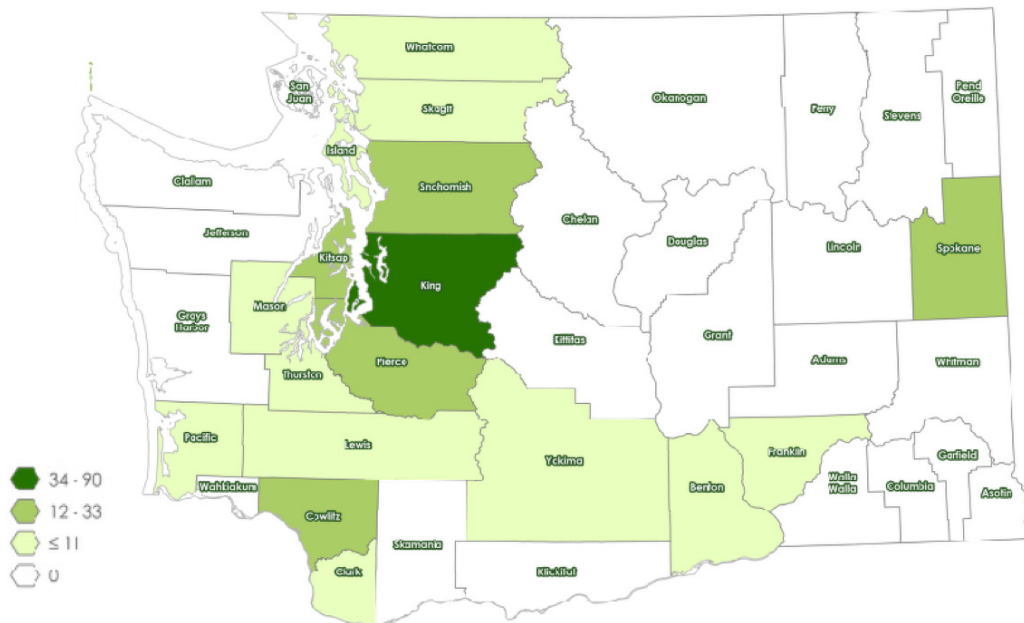 Whatcom
San
Juan
Skagit
Okanogan
Ferry
Stevens
Pend
Oreille
Island
Clallam
Snohomish
Chelan
Douglas
Jefferson
Kitsap
King
Lincoln
Spokane
Mason
Grays
Harbor
Pierce
Kittitas
Grant
Adams
Whitman
Thurston
Pacific
Lewis
Yakima
Franklin
Benton
Walla
Walla
Columbia
Garfield
Asotin
Wahkiakum
Cowlitz
Skamania
Clark
Klickitat
34 - 90
12 - 33
≤ 11
0